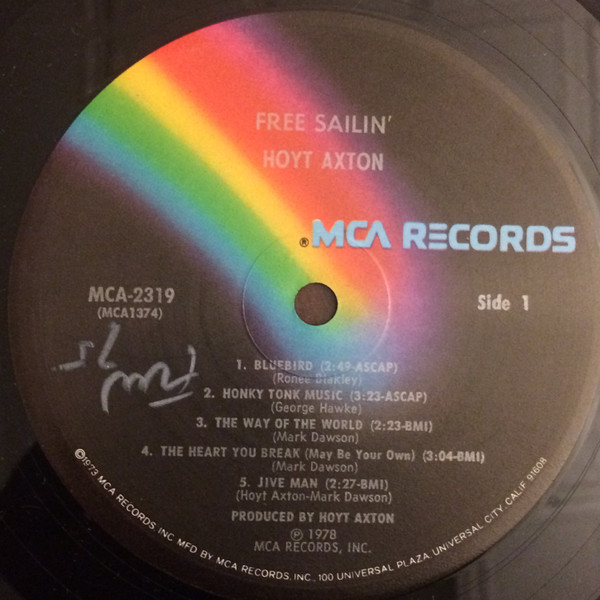 FREE SAILIN'
HOYT AXTON
® MCA RECORDS
MCA-2319
(MCA1374)
Side 1
1. BLUEBIRD (2:49-ASCAP)
(Ronee Blakley)
2. HONKY TONK MUSIC (3:23-ASCAP)
(George Hawke)
3. THE WAY OF THE WORLD (2:23-BMI)
(Mark Dawson)
4. THE HEART YOU BREAK (May Be Your Own) (3:04-BMI)
(Mark Dawson)
5. JIVE MAN (2:27-BMI)
(Hoyt Axton-Mark Dawson)
PRODUCED BY HOYT AXTON
℗ 1978
MCA RECORDS, INC.
©1973 MCA RECORDS, INC. MFD BY MCA RECORDS, INC., 100 UNIVERSAL PLAZA, UNIVERSAL CITY, CALIF. 91608